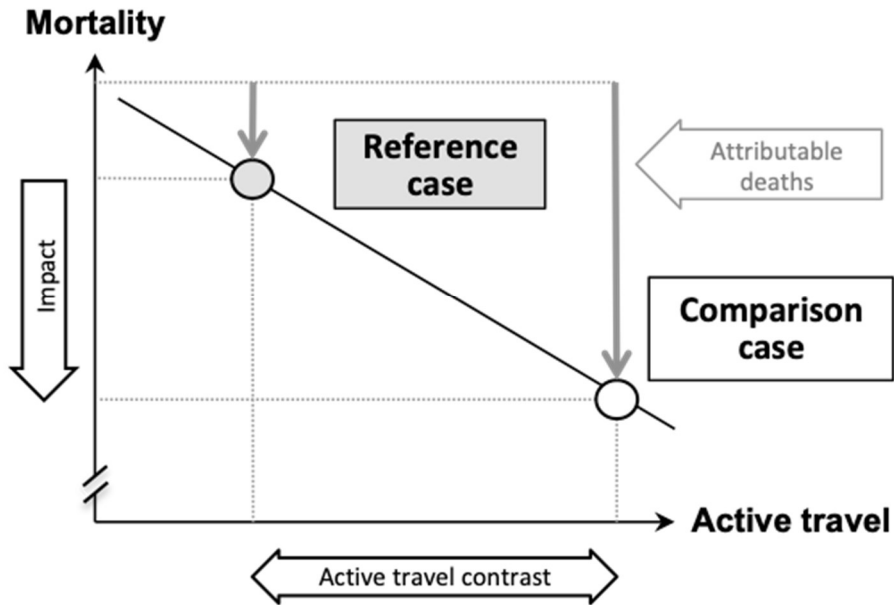 Mortality
Reference
case
Attributable
deaths
Impact
Comparison
case
Active travel
Active travel contrast